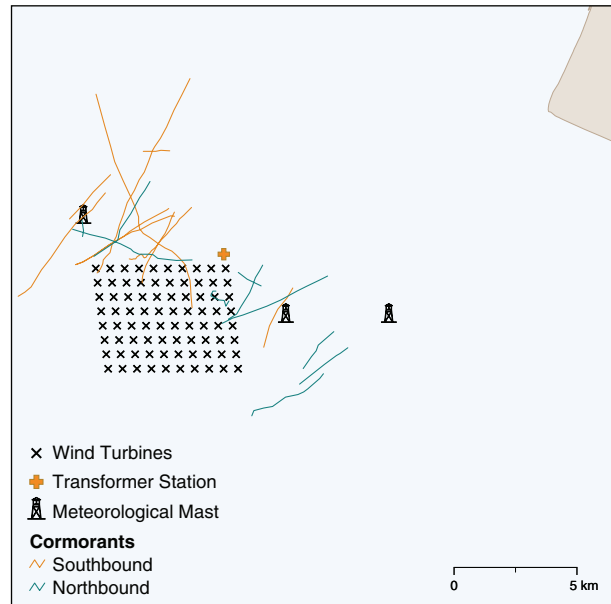 Wind Turbines
Transformer Station
Meteorological Mast
Cormorants
Southbound
Northbound
0 5 km